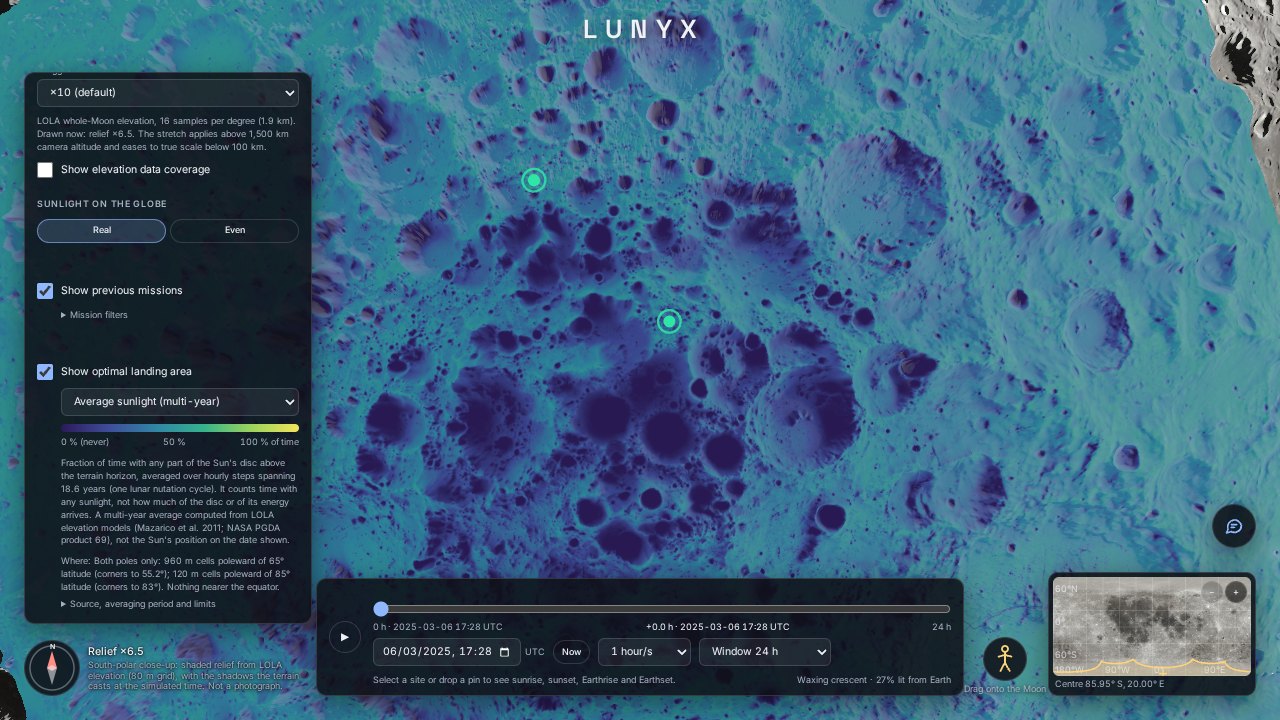 LUNYX
×10 (default)
LOLA whole-Moon elevation, 16 samples per degree (1.9 km).
Drawn now: relief ×6.5. The stretch applies above 1,500 km
camera altitude and eases to true scale below 100 km.
Show elevation data coverage
SUNLIGHT ON THE GLOBE
Real
Even
Show previous missions
Mission filters
Show optimal landing area
Average sunlight (multi-year)
0 % (never)
50 %
100 % of time
Fraction of time with any part of the Sun's disc above
the terrain horizon, averaged over hourly steps spanning
18.6 years (one lunar nutation cycle). It counts time with
any sunlight, not how much of the disc or of its energy
arrives. A multi-year average computed from LOLA
elevation models (Mazarico et al. 2011; NASA PGDA
product 69), not the Sun's position on the date shown.
Where: Both poles only: 960 m cells poleward of 65°
latitude (corners to 55.2°); 120 m cells poleward of 85°
latitude (corners to 83°). Nothing nearer the equator.
Source, averaging period and limits
N
Relief ×6.5
South-polar close-up: shaded relief from LOLA
elevation (80 m grid), with the shadows the terrain
casts at the simulated time. Not a photograph.
0 h · 2025-03-06 17:28 UTC
+0.0 h · 2025-03-06 17:28 UTC
24 h
06/03/2025, 17:28
UTC
Now
1 hour/s
Window 24 h
Select a site or drop a pin to see sunrise, sunset, Earthrise and Earthset.
Waxing crescent · 27% lit from Earth
Drag onto the Moon
60°N
0°
60°S
180°W
90°W
0°
90°E
−
+
Centre 85.95° S, 20.00° E